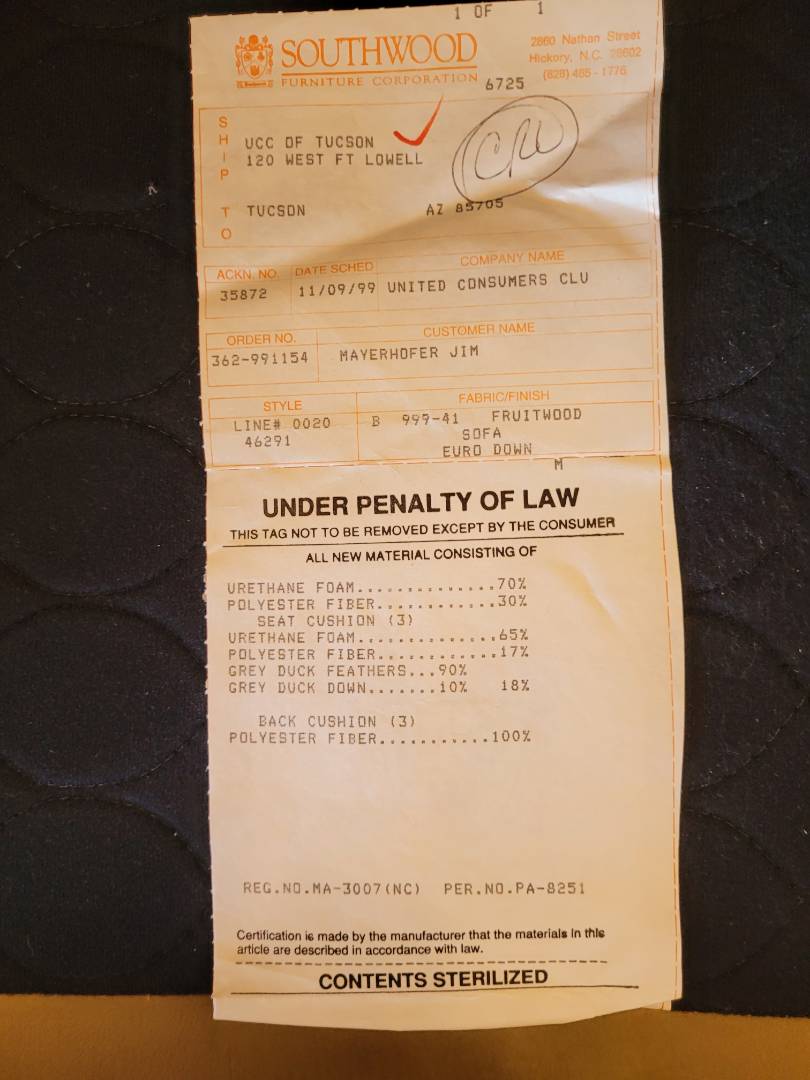 1 OF 1
SOUTHWOOD
FURNITURE CORPORATION
2860 Nathan Street
Hickory, N.C. 28602
(828) 465-1776
6725
SHIP TO
UCC OF TUCSON
120 WEST FT LOWELL
TUCSON AZ 85705
ACKN. NO. DATE SCHED COMPANY NAME
35872 11/09/99 UNITED CONSUMERS CLU
ORDER NO. CUSTOMER NAME
362-991154 MAYERHOFER JIM
STYLE FABRIC/FINISH
LINE# 0020 B 999-41 FRUITWOOD
46291 SOFA
EURO DOWN
M
UNDER PENALTY OF LAW
THIS TAG NOT TO BE REMOVED EXCEPT BY THE CONSUMER
ALL NEW MATERIAL CONSISTING OF
URETHANE FOAM................70%
POLYESTER FIBER.............30%
SEAT CUSHION (3)
URETHANE FOAM................65%
POLYESTER FIBER.............17%
GREY DUCK FEATHERS...90%
GREY DUCK DOWN.......10% 18%
BACK CUSHION (3)
POLYESTER FIBER............100%
REG.NO.MA-3007(NC) PER.NO.PA-8251
Certification is made by the manufacturer that the materials in this
article are described in accordance with law.
CONTENTS STERILIZED